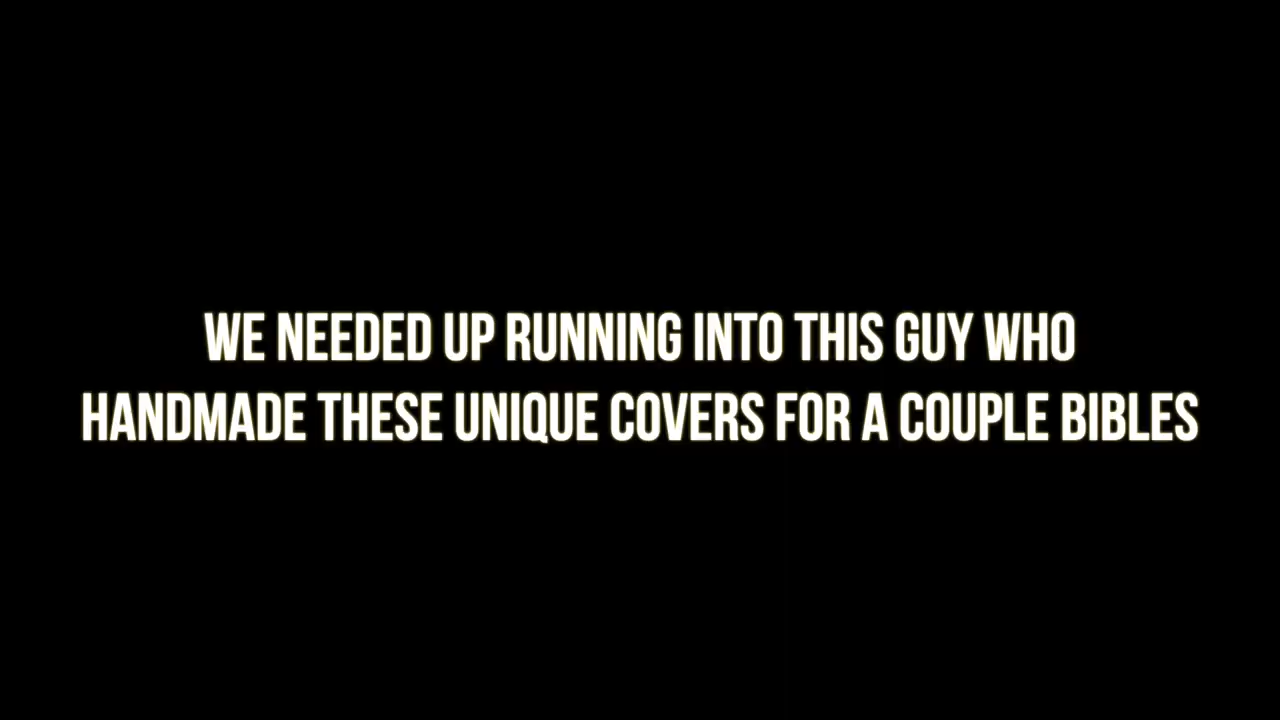 WE NEEDED UP RUNNING INTO THIS GUY WHO
HANDMADE THESE UNIQUE COVERS FOR A COUPLE BIBLES